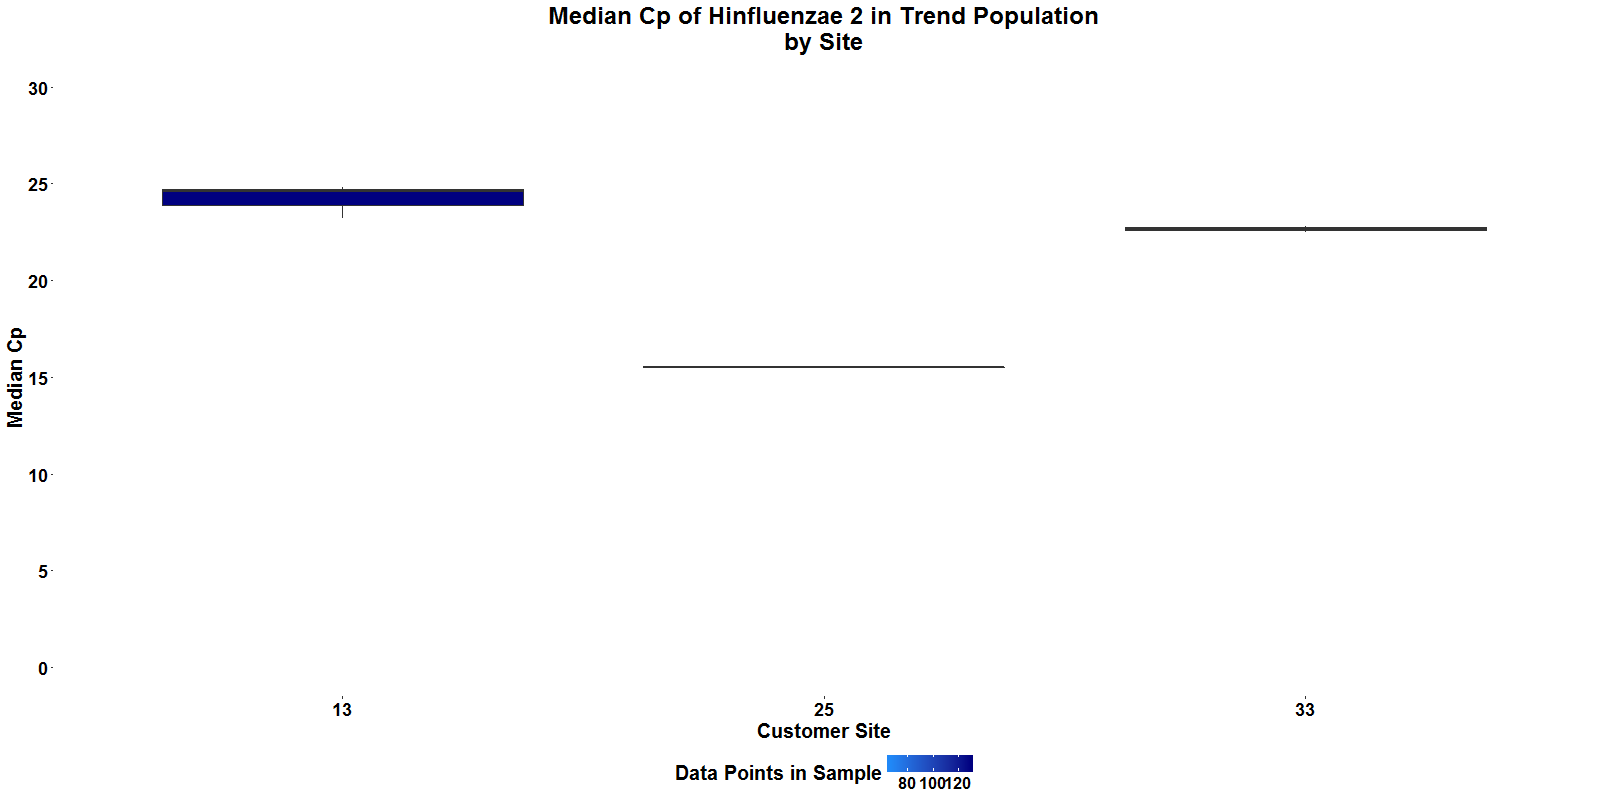 Median Cp of Hinfluenzae 2 in Trend Population
by Site
30
25
20
15
10
5
0
Median Cp
13 25 33
Customer Site
Data Points in Sample
80 100 120